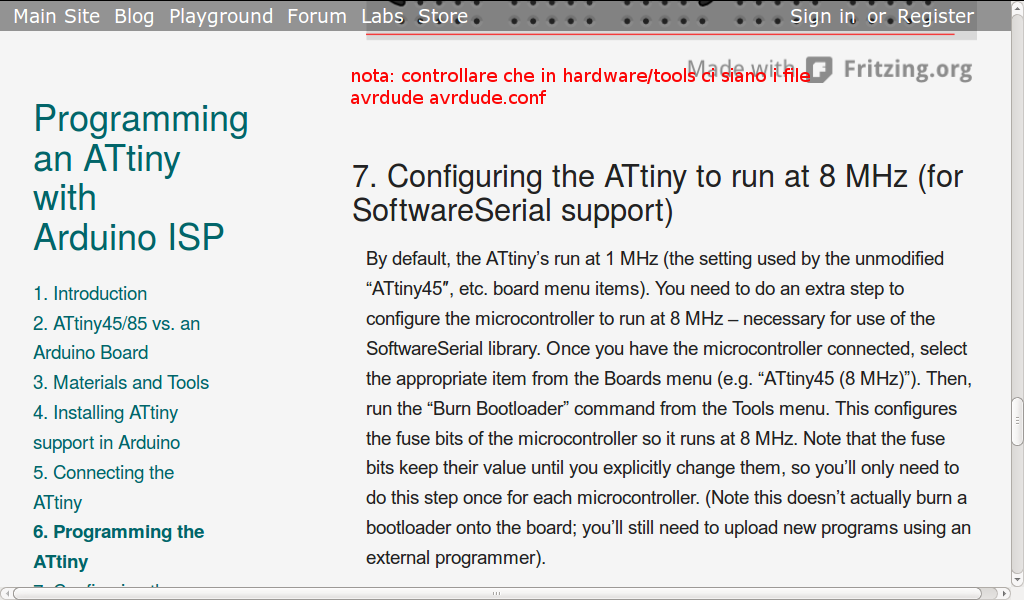 Main Site Blog Playground Forum Labs Store Sign in or Register
Made with Fritzing.org
nota: controllare che in hardware/tools ci siano i file
avrdude avrdude.conf
Programming
an ATtiny
with
Arduino ISP
1. Introduction
2. ATtiny45/85 vs. an
Arduino Board
3. Materials and Tools
4. Installing ATtiny
support in Arduino
5. Connecting the
ATtiny
6. Programming the
ATtiny
7. Configuring the ATtiny to run at 8 MHz (for
SoftwareSerial support)
By default, the ATtiny’s run at 1 MHz (the setting used by the unmodified
“ATtiny45″, etc. board menu items). You need to do an extra step to
configure the microcontroller to run at 8 MHz – necessary for use of the
SoftwareSerial library. Once you have the microcontroller connected, select
the appropriate item from the Boards menu (e.g. “ATtiny45 (8 MHz)”). Then,
run the “Burn Bootloader” command from the Tools menu. This configures
the fuse bits of the microcontroller so it runs at 8 MHz. Note that the fuse
bits keep their value until you explicitly change them, so you’ll only need to
do this step once for each microcontroller. (Note this doesn’t actually burn a
bootloader onto the board; you’ll still need to upload new programs using an
external programmer).